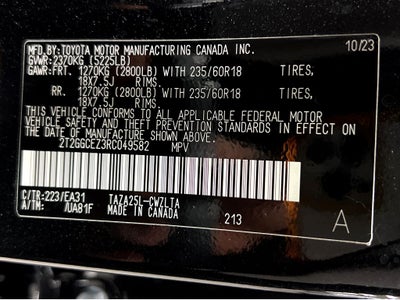 MFD.BY:TOYOTA MOTOR MANUFACTURING CANADA INC. 10/23
GVWR:2370KG (5225LB)
GAWR:FRT. 1270KG (2800LB) WITH 235/60R18 TIRES,
18X7.5J RIMS.
RR. 1270KG (2800LB) WITH 235/60R18 TIRES,
18X7.5J RIMS.
THIS VEHICLE CONFORMS TO ALL APPLICABLE FEDERAL MOTOR
VEHICLE SAFETY AND THEFT PREVENTION STANDARDS IN EFFECT ON
THE DATE OF MANUFACTURE SHOWN ABOVE.
2T2GGCEZ3RC049582 MPV
C/TR:223/EA31 TAZA25L-CWZLTA
A/TM: /UA81F MADE IN CANADA 213 A